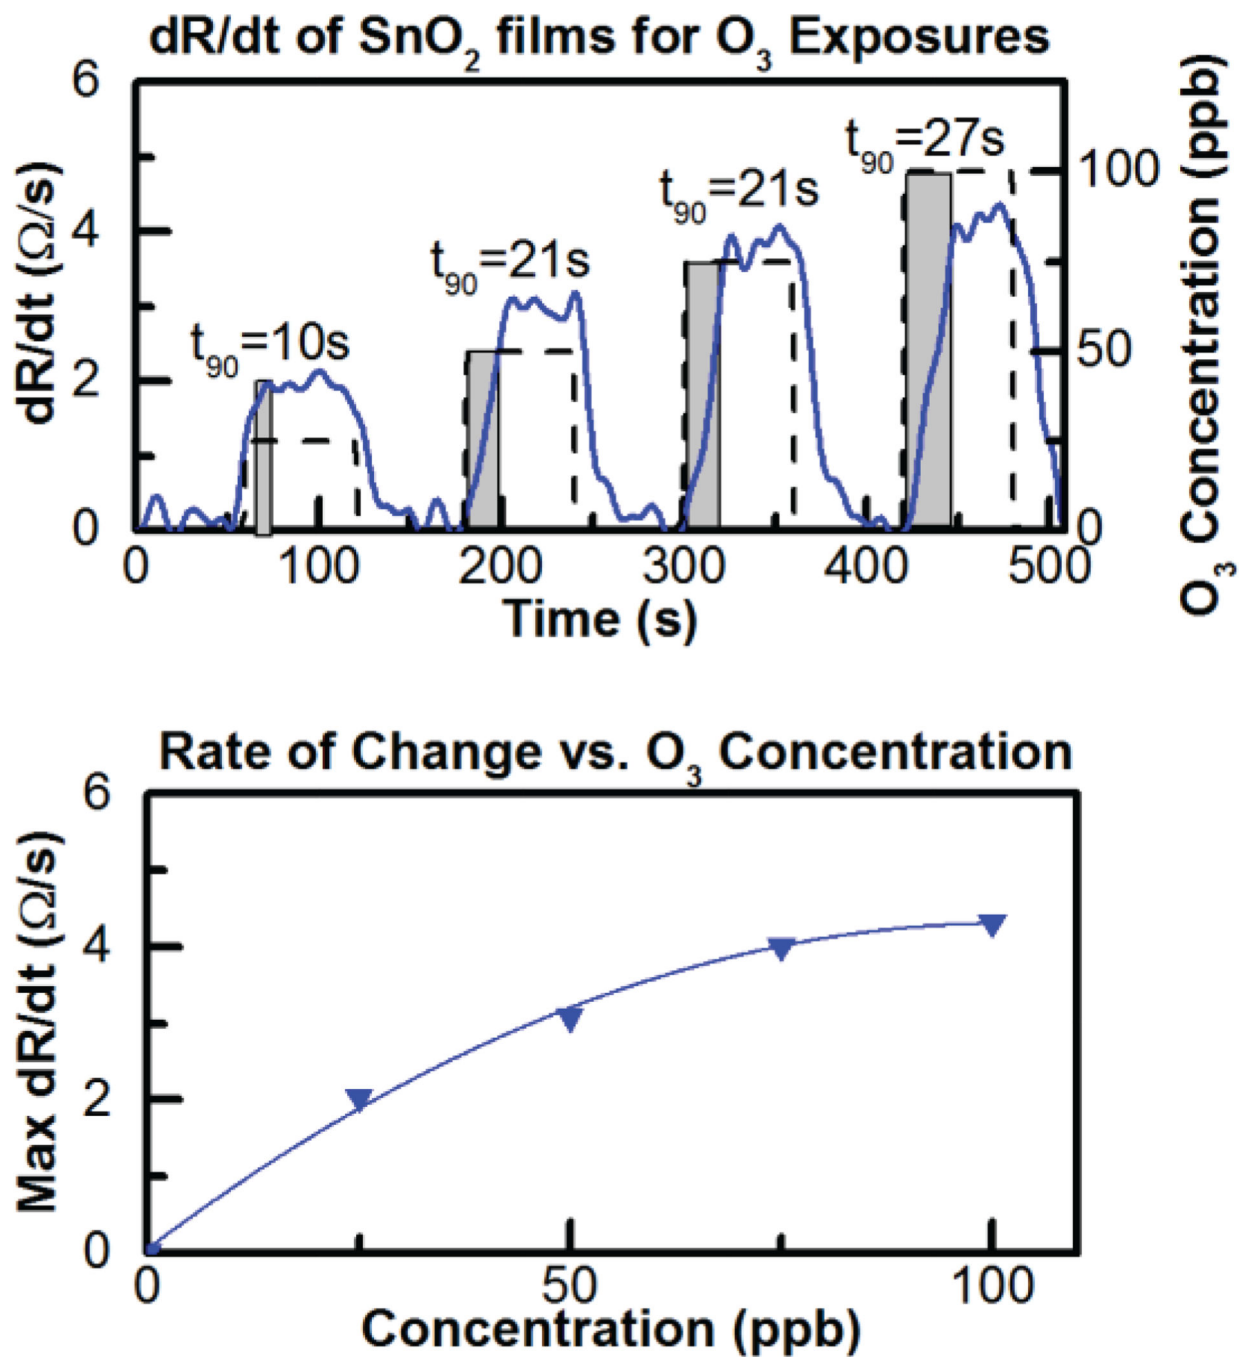 dR/dt of SnO₂ films for O₃ Exposures
6
4
2
0
dR/dt (Ω/s)
t₉₀=10s
t₉₀=21s
t₉₀=21s
t₉₀=27s
100
50
0
O₃ Concentration (ppb)
0 100 200 300 400 500
Time (s)
Rate of Change vs. O₃ Concentration
6
4
2
0
Max dR/dt (Ω/s)
0 50 100
Concentration (ppb)